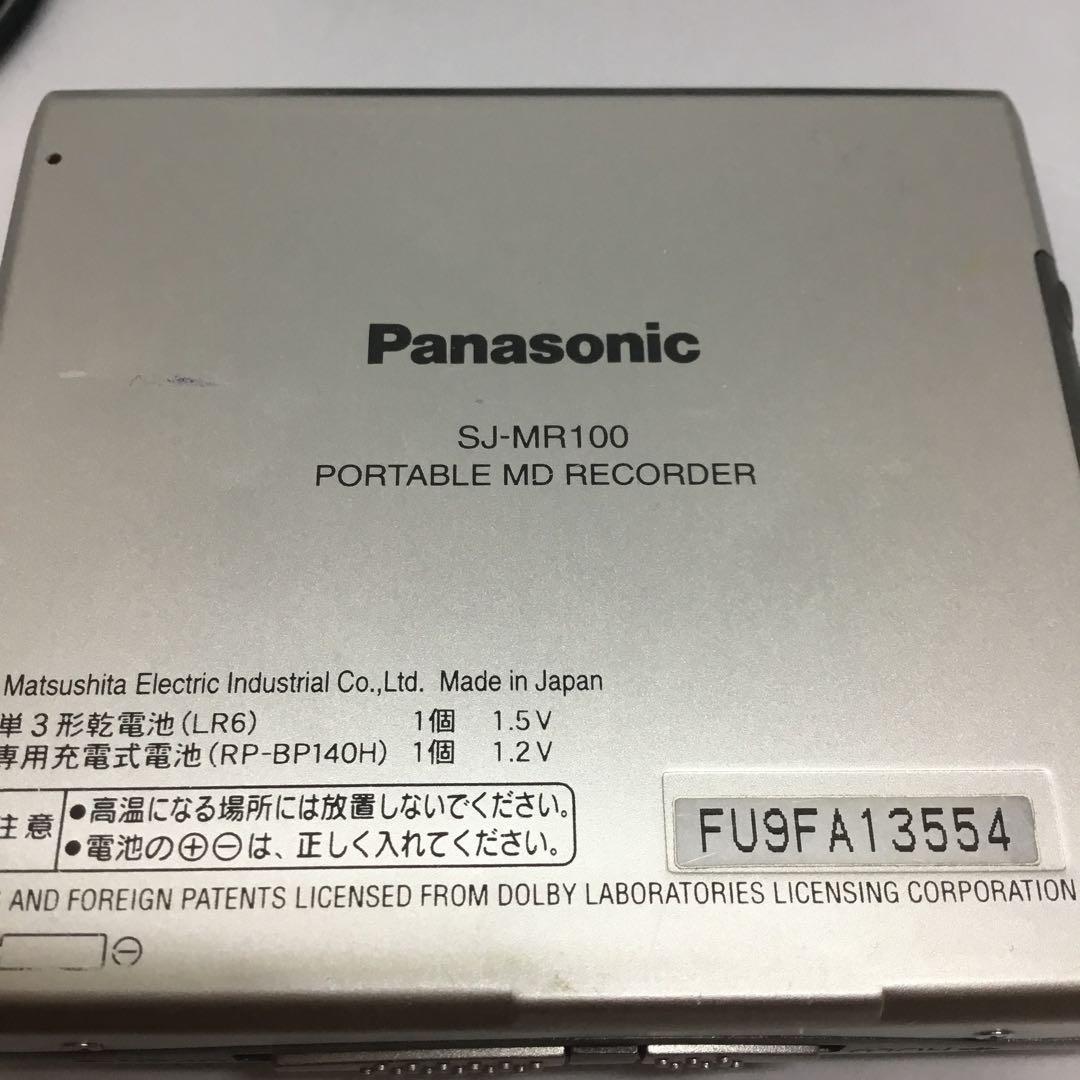 Panasonic
SJ-MR100
PORTABLE MD RECORDER
Matsushita Electric Industrial Co.,Ltd. Made in Japan
単3形乾電池(LR6) 1個 1.5V
専用充電式電池(RP-BP140H) 1個 1.2V
注意
●高温になる場所には放置しないでください。
●電池の⊕⊖は、正しく入れてください。
FU9FA13554
AND FOREIGN PATENTS LICENSED FROM DOLBY LABORATORIES LICENSING CORPORATION
⊖